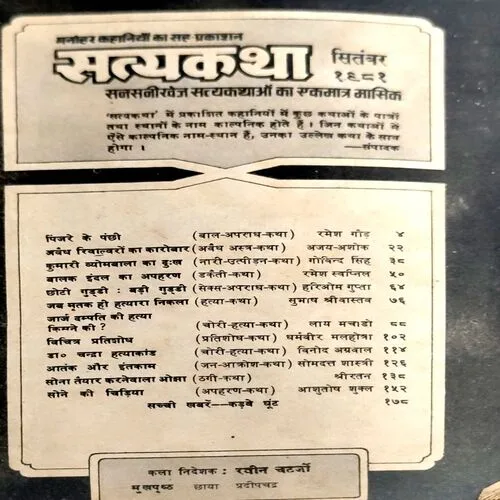 मनोहर कहानियों का सह प्रकाशन
सत्यकथा
सितंबर
१९८१
सनसनीखेज सत्यकथाओं का एकमात्र मासिक
'सत्यकथा' में प्रकाशित कहानियों में कुछ कथाओं के पात्रों
तथा स्थानों के नाम काल्पनिक होते हैं । जिन कथाओं में
ऐसे काल्पनिक नाम-स्थान हैं, उनका उल्लेख कथा के साथ
होगा । —संपादक
पिंजरे के पंछी (बाल-अपराध-कथा) रमेश गौड़ ४
अवैध रिवाल्वरों का कारोबार (अवैध अस्त्र-कथा) अजय-अशोक २२
कुमारी व्योमबाला का दुःख (नारी-उत्पीड़न-कथा) गोविन्द सिंह ३८
बालक इंदल का अपहरण (डकैती-कथा) रमेश स्वप्निल ५०
छोटी गुड्डी : बड़ी गुड्डी (सेक्स-अपराध-कथा) हरिओम गुप्ता ६४
जब मृतक ही हत्यारा निकला (हत्या-कथा) सुभाष श्रीवास्तव ७६
जार्ज दम्पति की हत्या
किसने की ? (चोरी-हत्या-कथा) लाय मचाडो ८८
विचित्र प्रतिशोध (प्रतिशोध-कथा) धर्मवीर मलहोत्रा १०२
डा० चन्द्रा हत्याकांड (चोरी-हत्या-कथा) विनोद अग्रवाल ११४
आतंक और इंतकाम (जन-आक्रोश-कथा) सोमदत्त शास्त्री १२६
सोना तैयार करनेवाला ओझा (ठगी-कथा) श्रीरतन १३८
सोने की चिड़िया (अपहरण-कथा) आशुतोष शुक्ल १५२
सच्ची खबरें—कड़वे घूंट १७८
कला निदेशक : रवीन चटर्जी
मुखपृष्ठ छाया प्रदीपचन्द्र